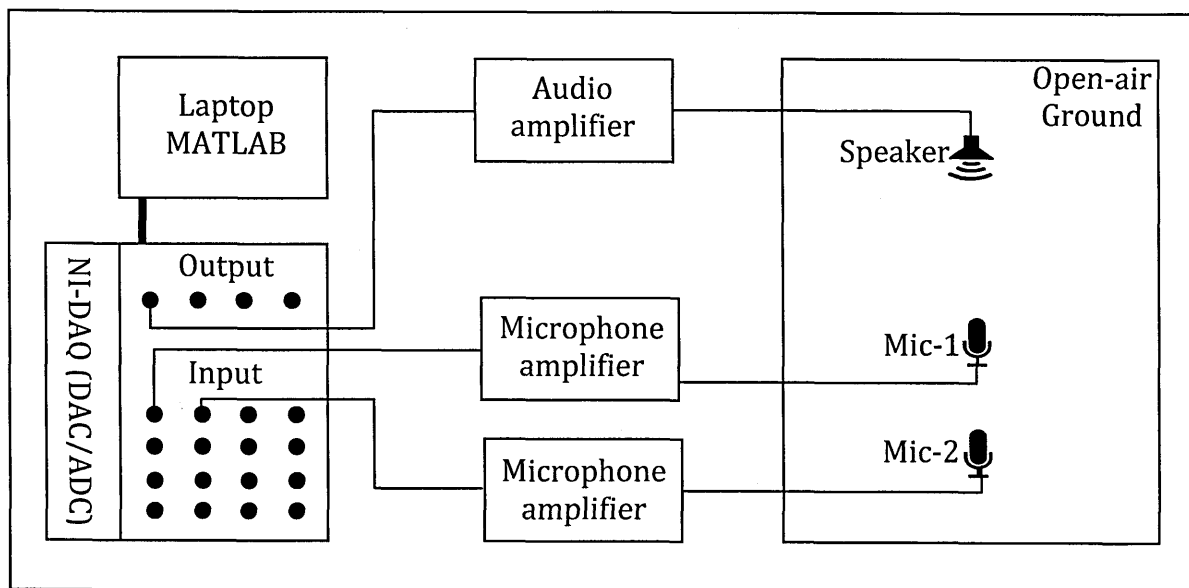 Laptop
MATLAB
Audio
amplifier
Open-air
Ground
Speaker
NI-DAQ (DAC/ADC)
Output
Input
Microphone
amplifier
Mic-1
Microphone
amplifier
Mic-2